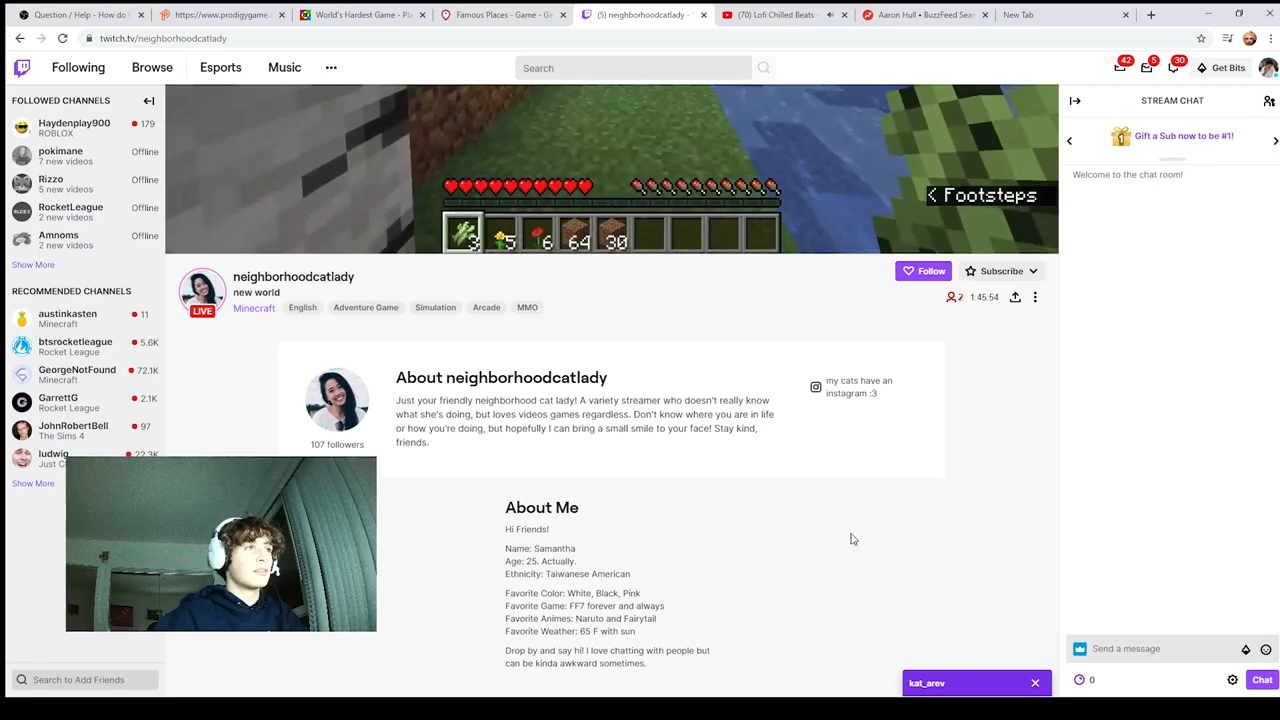 Question / Help - How do I
https://www.prodigygame.c
World's Hardest Game - Pla
Famous Places - Game - Ge
(5) neighborhoodcatlady -
(70) Lofi Chilled Beats -
Aaron Hull • BuzzFeed Sear
New Tab
twitch.tv/neighborhoodcatlady
Following
Browse
Esports
Music
Search
42
5
30
Get Bits
FOLLOWED CHANNELS
Haydenplay900
179
ROBLOX
pokimane
Offline
7 new videos
Rizzo
Offline
5 new videos
RocketLeague
Offline
2 new videos
Amnoms
Offline
2 new videos
Show More
RECOMMENDED CHANNELS
austinkasten
11
Minecraft
btsrocketleague
5.6K
Rocket League
GeorgeNotFound
72.1K
Minecraft
GarrettG
2.1K
Rocket League
JohnRobertBell
97
The Sims 4
ludwig
22.3K
Just C
Show More
Search to Add Friends
< Footsteps
3
5
6
64
30
neighborhoodcatlady
new world
LIVE
Minecraft
English
Adventure Game
Simulation
Arcade
MMO
Follow
Subscribe
2
1:45:54
About neighborhoodcatlady
Just your friendly neighborhood cat lady! A variety streamer who doesn't really know
what she's doing, but loves videos games regardless. Don't know where you are in life
or how you're doing, but hopefully I can bring a small smile to your face! Stay kind,
friends.
107 followers
my cats have an
instagram :3
About Me
Hi Friends!
Name: Samantha
Age: 25. Actually.
Ethnicity: Taiwanese American
Favorite Color: White, Black, Pink
Favorite Game: FF7 forever and always
Favorite Animes: Naruto and Fairytail
Favorite Weather: 65 F with sun
Drop by and say hi! I love chatting with people but
can be kinda awkward sometimes.
kat_arev
STREAM CHAT
1
Gift a Sub now to be #1!
Welcome to the chat room!
Send a message
0
Chat